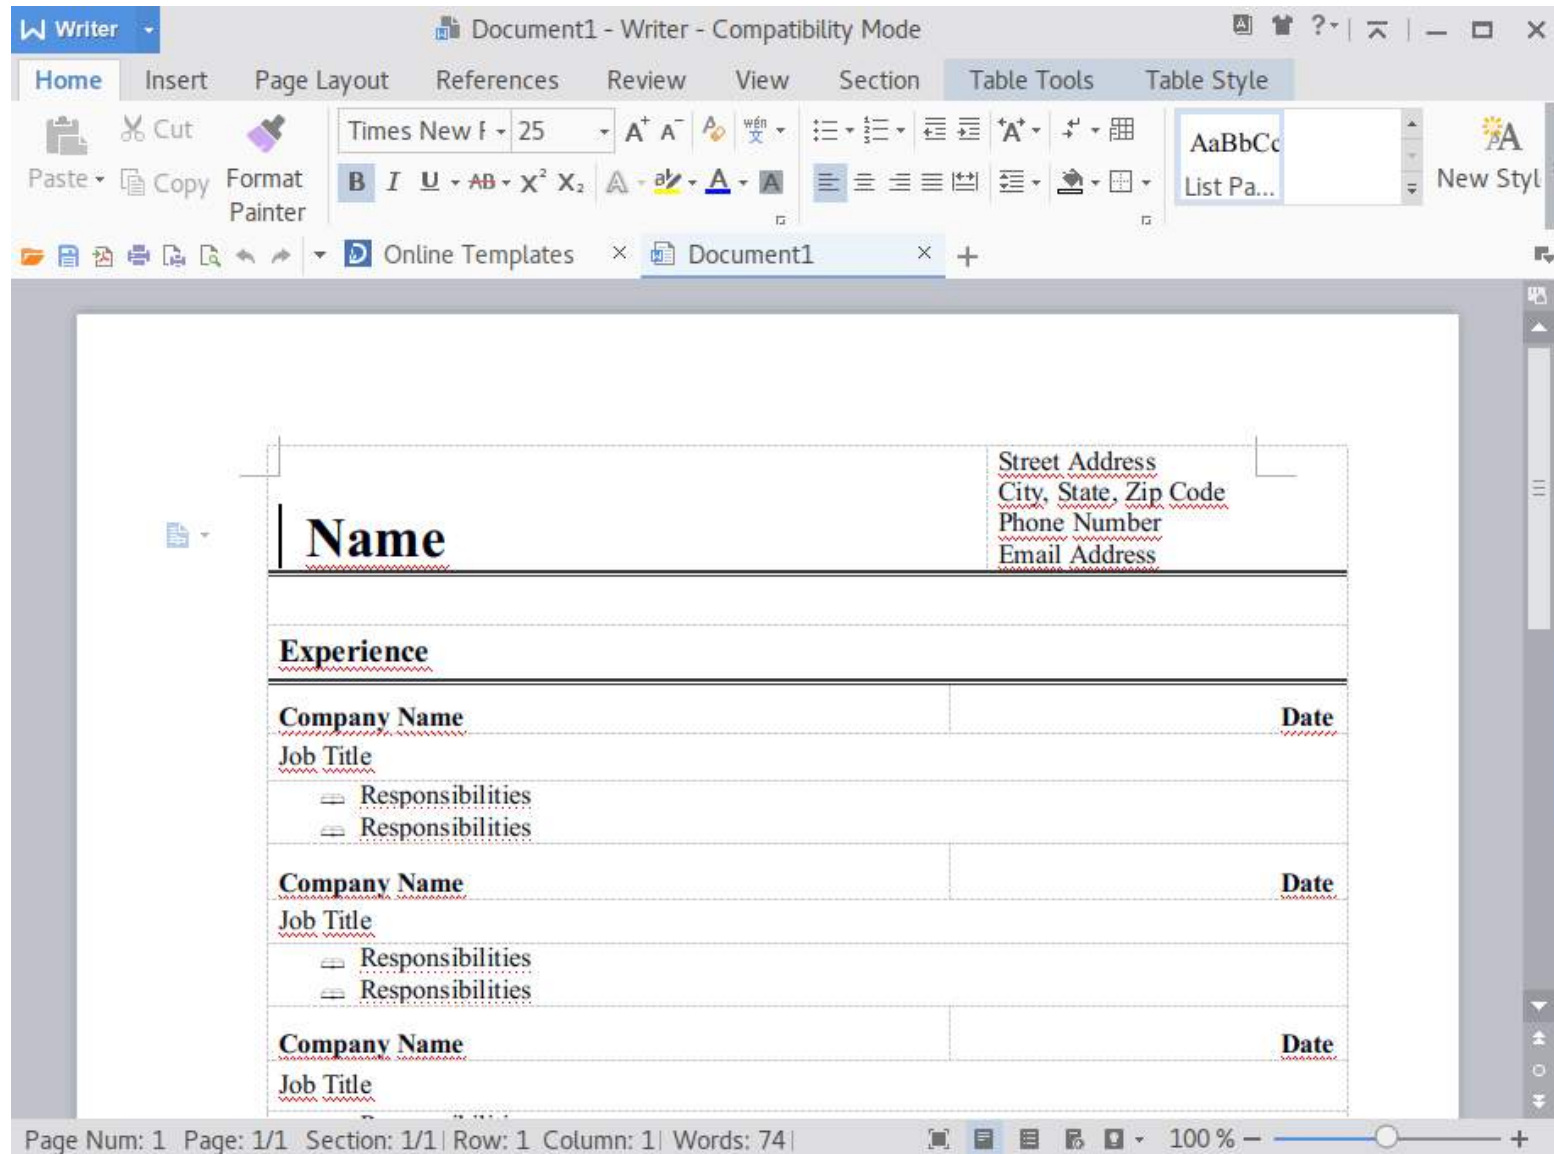 Writer
Document1 - Writer - Compatibility Mode
Home Insert Page Layout References Review View Section Table Tools Table Style
Paste Cut Copy Format Painter
Times New 25
AaBbCc
List Pa...
New Styl
Online Templates Document1
Name
Street Address
City, State, Zip Code
Phone Number
Email Address
Experience
Company Name Date
Job Title
Responsibilities
Responsibilities
Company Name Date
Job Title
Responsibilities
Responsibilities
Company Name Date
Job Title
Page Num: 1 Page: 1/1 Section: 1/1 Row: 1 Column: 1 Words: 74 100 %